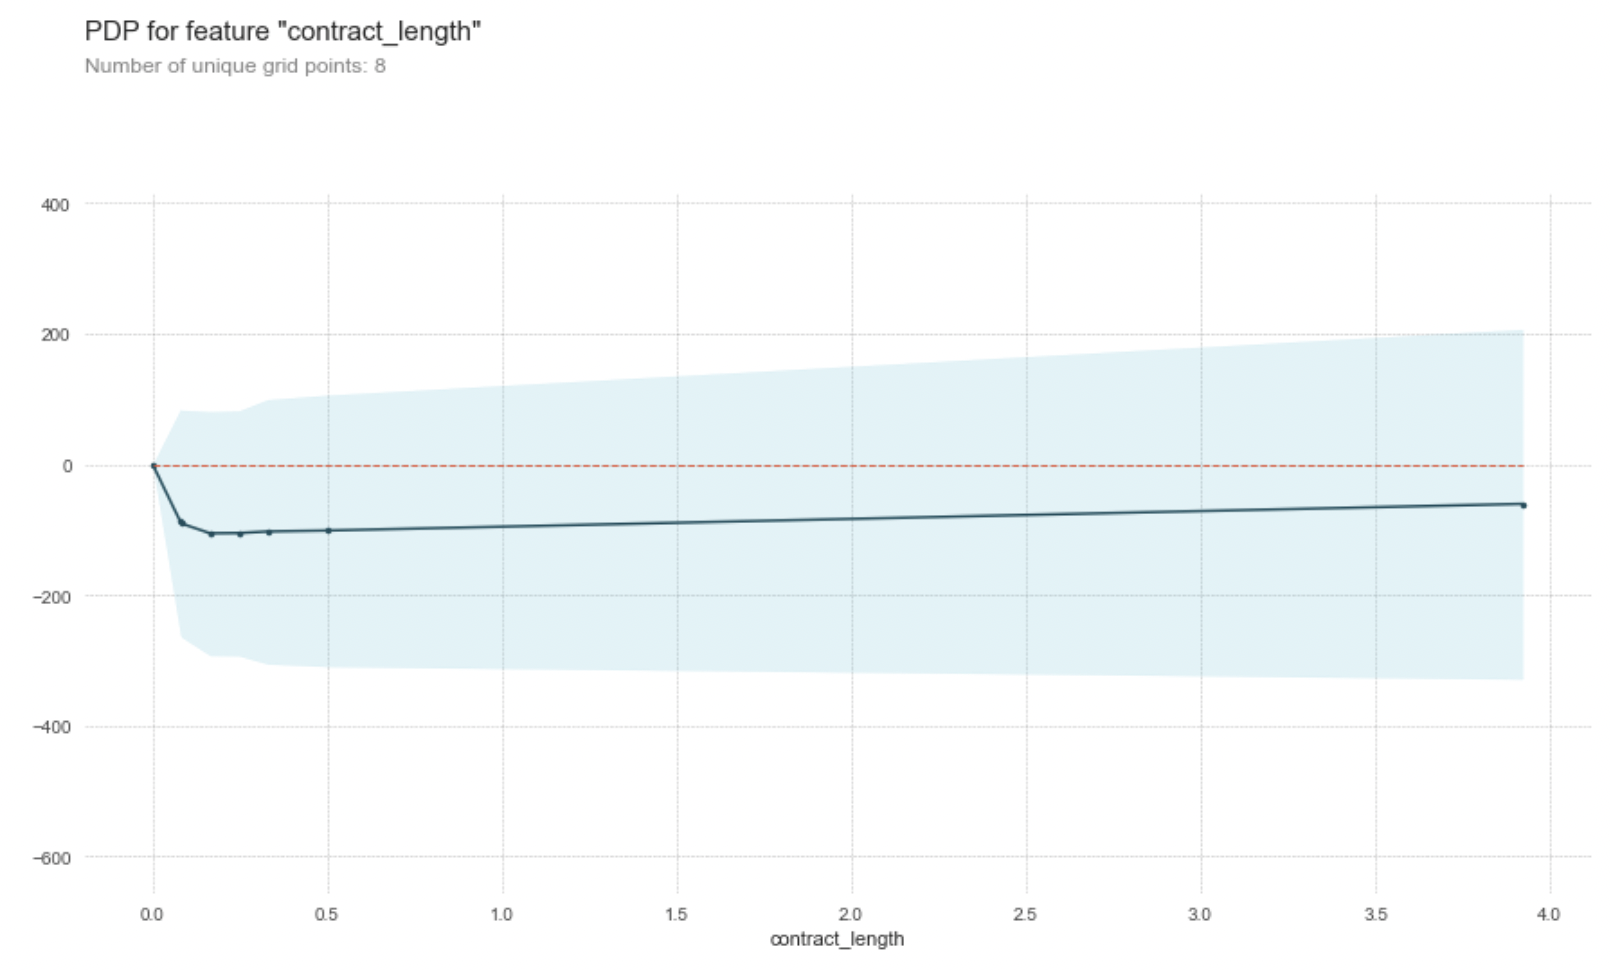 PDP for feature "contract_length"
Number of unique grid points: 8
400
200
0
−200
−400
−600
0.0 0.5 1.0 1.5 2.0 2.5 3.0 3.5 4.0
contract_length